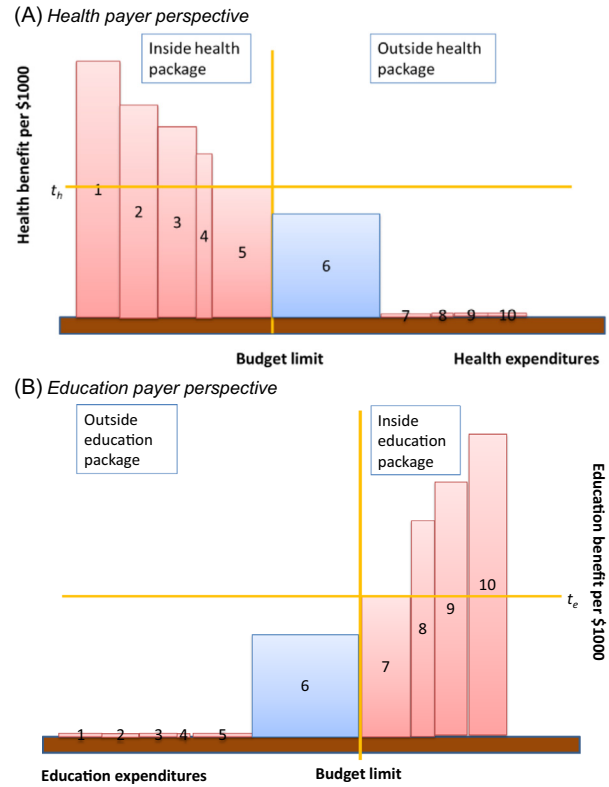 (A) Health payer perspective
Inside health
package
Outside health
package
Health benefit per $1000
th
1
2
3
4
5
6
7
8
9
10
Budget limit
Health expenditures
(B) Education payer perspective
Outside
education
package
Inside
education
package
Education benefit per $1000
te
1
2
3
4
5
6
7
8
9
10
Education expenditures
Budget limit